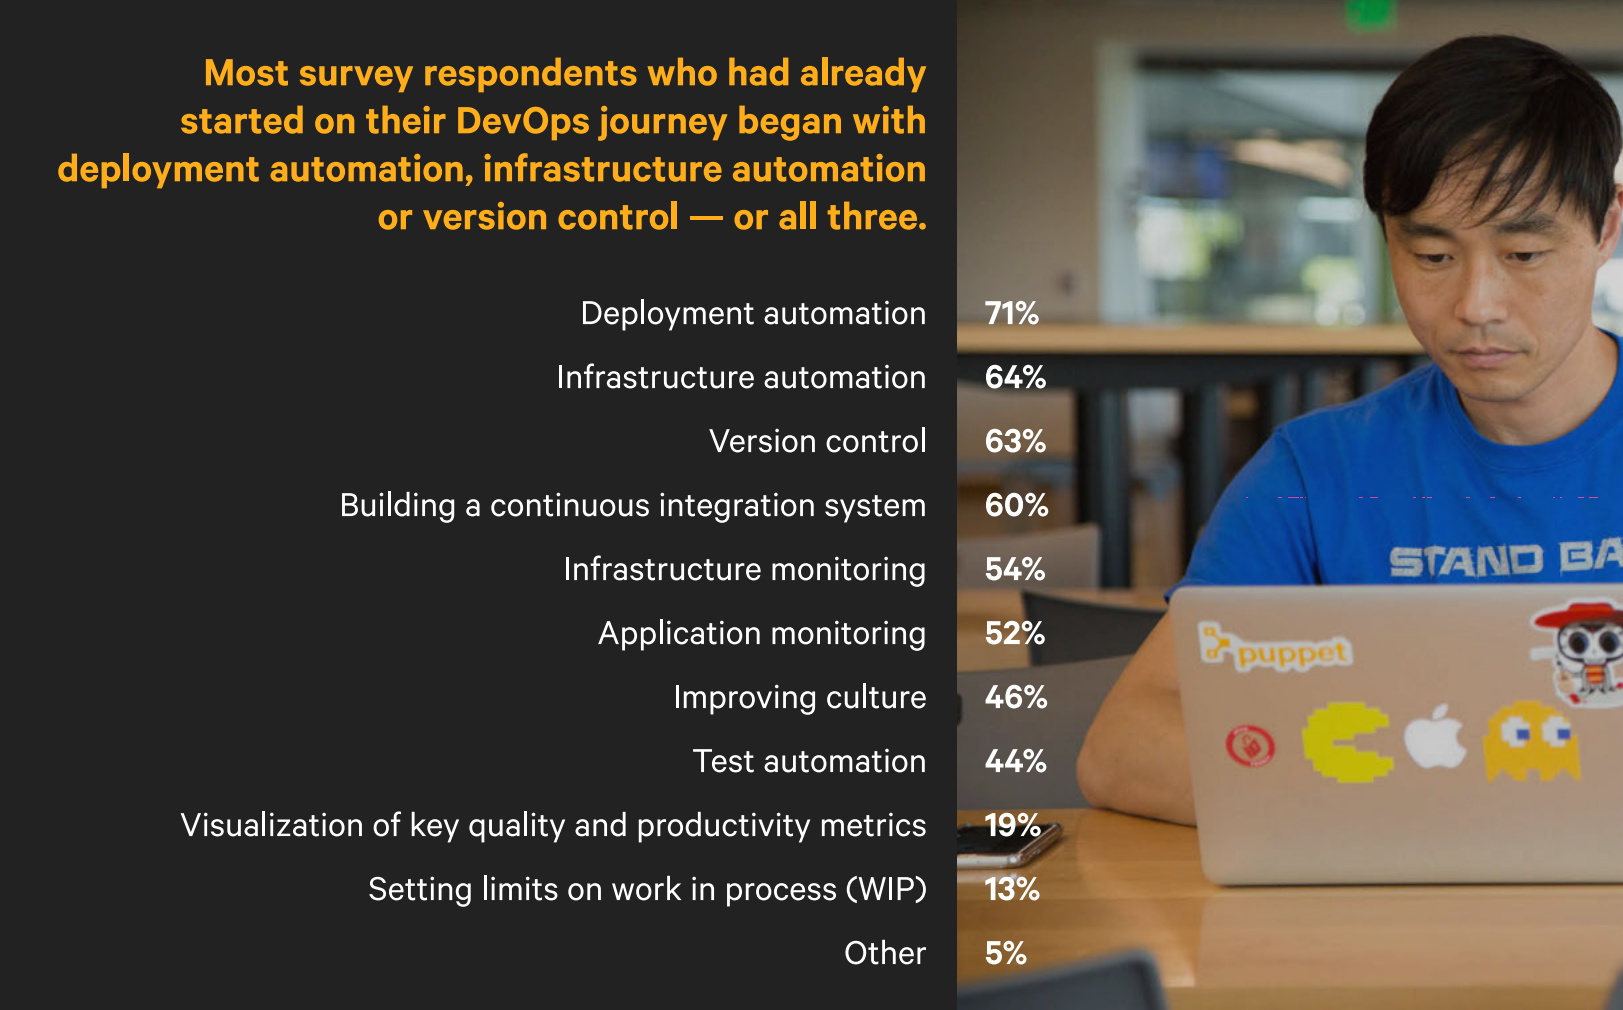 Most survey respondents who had already
started on their DevOps journey began with
deployment automation, infrastructure automation
or version control — or all three.
Deployment automation 71%
Infrastructure automation 64%
Version control 63%
Building a continuous integration system 60%
Infrastructure monitoring 54%
Application monitoring 52%
Improving culture 46%
Test automation 44%
Visualization of key quality and productivity metrics 19%
Setting limits on work in process (WIP) 13%
Other 5%
STAND BA
puppet